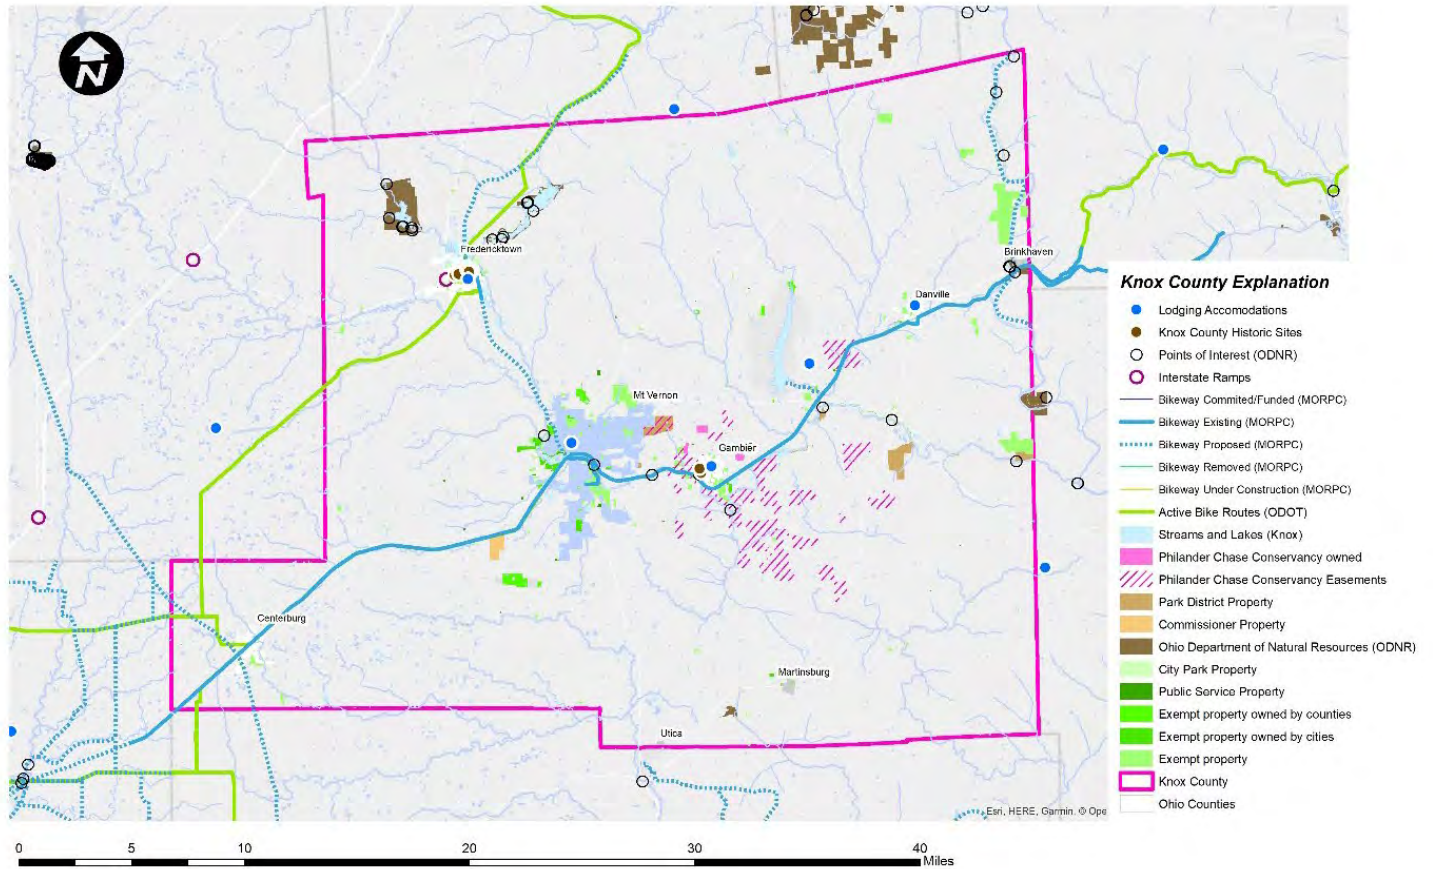 N
Fredericktown
Brinkhaven
Danville
Mt Vernon
Gambier
Centerburg
Martinsburg
Utica
Esri, HERE, Garmin, © Ope
Knox County Explanation
Lodging Accomodations
Knox County Historic Sites
Points of Interest (ODNR)
Interstate Ramps
Bikeway Commited/Funded (MORPC)
Bikeway Existing (MORPC)
Bikeway Proposed (MORPC)
Bikeway Removed (MORPC)
Bikeway Under Construction (MORPC)
Active Bike Routes (ODOT)
Streams and Lakes (Knox)
Philander Chase Conservancy owned
Philander Chase Conservancy Easements
Park District Property
Commissioner Property
Ohio Department of Natural Resources (ODNR)
City Park Property
Public Service Property
Exempt property owned by counties
Exempt property owned by cities
Exempt property
Knox County
Ohio Counties
0 5 10 20 30 40
Miles